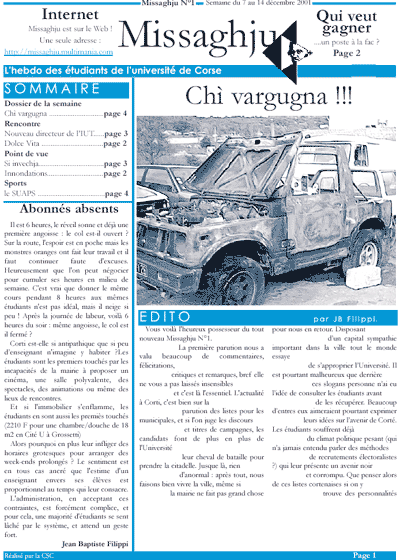 Missaghju N°1 - Semaine du 7 au 14 décembre 2001
Internet
Missaghju est sur le Web !
Une seule adresse :
http://missaghju.multimania.com
Missaghju
Qui veut
gagner
...un poste à la fac ?
Page 2
L'hebdo des étudiants de l'université de Corse
SOMMAIRE
Dossier de la semaine
Chì vargugna ...................page 4
Rencontre
Nouveau directeur de l'IUT......page 3
Dolce Vita .....................page 2
Point de vue
Si invechja.....................page 3
Innondations....................page 2
Sports
le SUAPS .......................page 4
Abonnés absents
Il est 6 heures, le réveil sonne et déjà une
première angoisse : le col est-il ouvert ?
Sur la route, l'espoir est en poche mais les
monstres oranges ont fait leur travail et il
faut continuer faute d'excuses.
Heureusement que l'on peut négocier
pour cumuler ses heures en milieu de
semaine. C'est vrai que donner le même
cours pendant 8 heures aux mêmes
étudiants n'est pas idéal, mais il neige si
peu ! Après la journée de labeur, voilà 6
heures du soir : même angoisse, le col est
il fermé ?
Corti est-elle si antipathique que si peu
d'enseignant n'imagine y habiter ?Les
étudiants sont les premiers touchés par les
incapacités de la mairie à proposer un
cinéma, une salle polyvalente, des
spectacles, des animations ou même des
lieux de rencontres.
Et si l'immobilier s'enflamme, les
étudiants en sont aussi les premiés touchés
(2210 F pour une chambre/douche de 18
m2 en Cité U à Grossetti)
Alors pourquoi en plus leur infliger des
horaires grotesques pour arranger des
week-ends prolongés ? Le sentiment est
en tous cas ancré que l'estime d'un
enseignant envers ses élèves est
proportionnel au temps qui leur consacre.
L'administration, en acceptant ces
contraintes, est forcément complice, et
pour cela, une majorité d'étudiants se sent
lâché par le système, et attend un geste
fort.
Jean Baptiste Filippi
Chì vargugna !!!
EDITO
par JB Filippi.
Vous voilà l'heureux possesseur du tout
nouveau Missaghju N°1.
La première parution nous a
valu beaucoup de commentaires,
félicitations,
critiques et remarques, bref elle
ne vous a pas laissés insensibles
et c'est là l'essentiel. L'actualité
à Corti, c'est bien sur la
parution des listes pour les
municipales, et si l'on juge les discours
et tirres de campagnes, les
candidats font de plus en plus de
l'Université
leur cheval de bataille pour
prendre la citadelle. Jusque là, rien
d'anormal : après tout, nous
faisons bien vivre la ville, même si
la maire ne fait pas grand chose
pour nous en retour. Disposant
d'un capital sympathie
important dans la ville tout le monde
essaye
de s'approprier l'Université. Il
est pourtant malheureux que derrière
ces slogans personne n'ai eu
l'idée de consulter les étudiants avant
de les récupérer. Beaucoup
d'entres eux aimeraient pourtant exprimer
leurs idées sur l'avenir de Corté.
Les étudiants souffrent déjà
du climat politique pesant (qui
n'a jamais entendu parler des méthodes
de recrutements électoralistes
?) qui leur présente un avenir noir
et corrompu. Que penser alors
de ces listes cortenaises si on y
trouve des personnalités
Réalisé par la CSC
Page 1